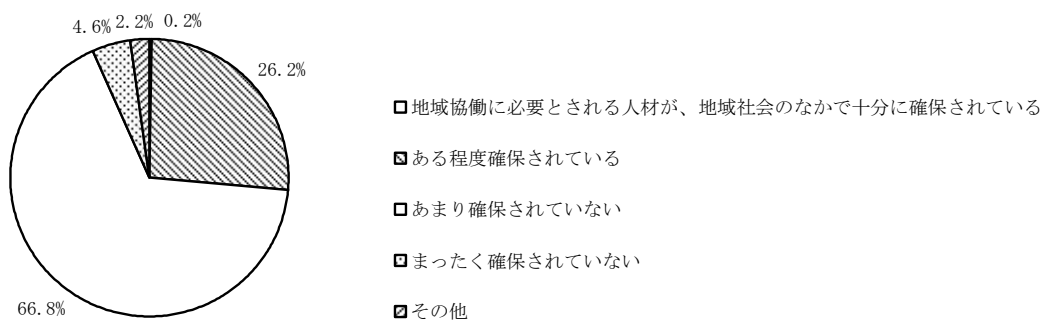 4.6%
2.2%
0.2%
26.2%
66.8%
地域協働に必要とされる人材が、地域社会のなかで十分に確保されている
ある程度確保されている
あまり確保されていない
まったく確保されていない
その他